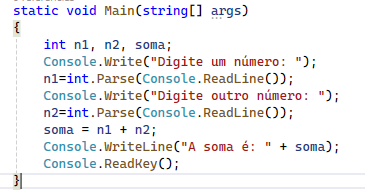 static void Main(string[] args)
{
int n1, n2, soma;
Console.Write("Digite um número: ");
n1=int.Parse(Console.ReadLine());
Console.Write("Digite outro número: ");
n2=int.Parse(Console.ReadLine());
soma = n1 + n2;
Console.WriteLine("A soma é: " + soma);
Console.ReadKey();
}